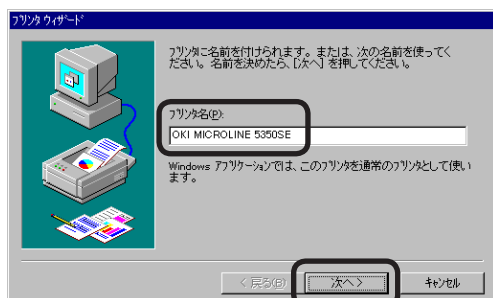 プリンタ ウィザード
プリンタに名前を付けられます。または、次の名前を使ってく
ださい。名前を決めたら、[次へ] を押してください。
プリンタ名(P):
OKI MICROLINE 5350SE
Windows アプリケーションでは、このプリンタを通常のプリンタとして使い
ます。
< 戻る(B)
次へ >
キャンセル